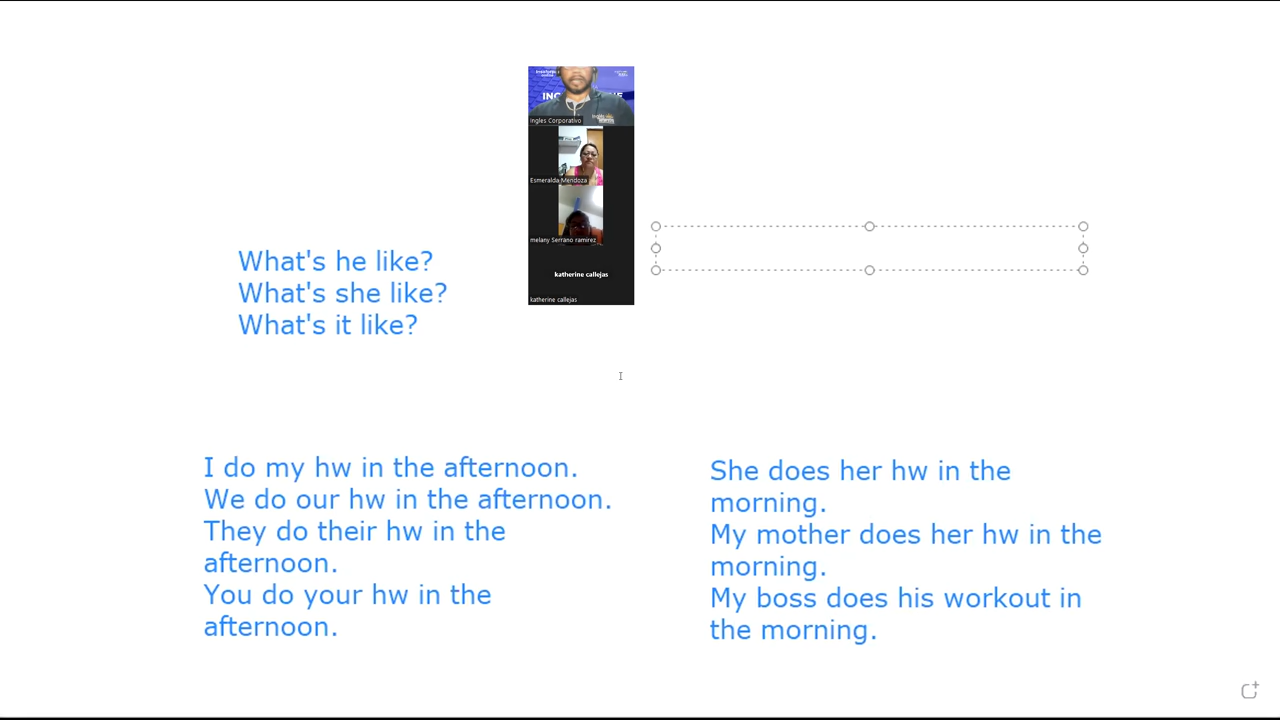 Ingles Corporativo
Esmeralda Mendoza
melany Serrano ramirez
katherine callejas
katherine callejas
What's he like?
What's she like?
What's it like?
I do my hw in the afternoon.
We do our hw in the afternoon.
They do their hw in the
afternoon.
You do your hw in the
afternoon.
She does her hw in the
morning.
My mother does her hw in the
morning.
My boss does his workout in
the morning.